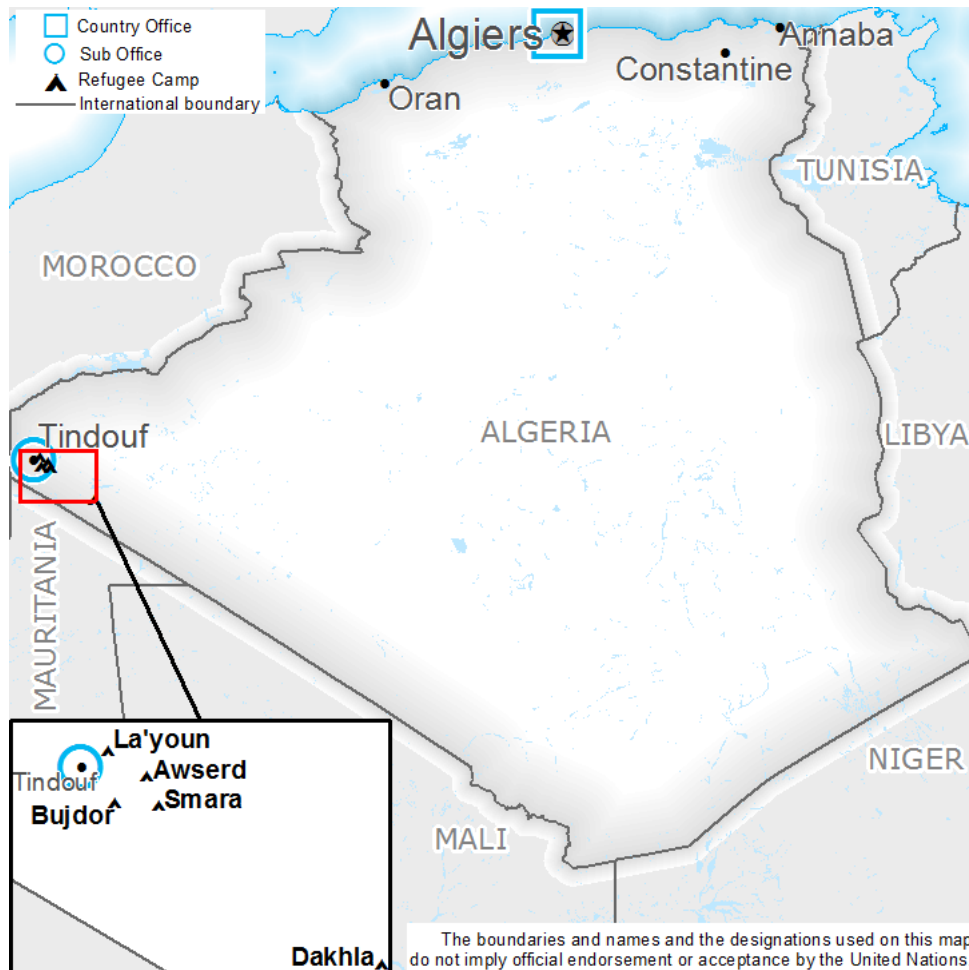 Country Office
Sub Office
Refugee Camp
International boundary
Algiers
Annaba
Constantine
Oran
TUNISIA
MOROCCO
Tindouf
ALGERIA
LIBYA
MAURITANIA
NIGER
MALI
La'youn
Awserd
Tindouf
Smara
Bujdor
Dakhla
The boundaries and names and the designations used on this map
do not imply official endorsement or acceptance by the United Nations